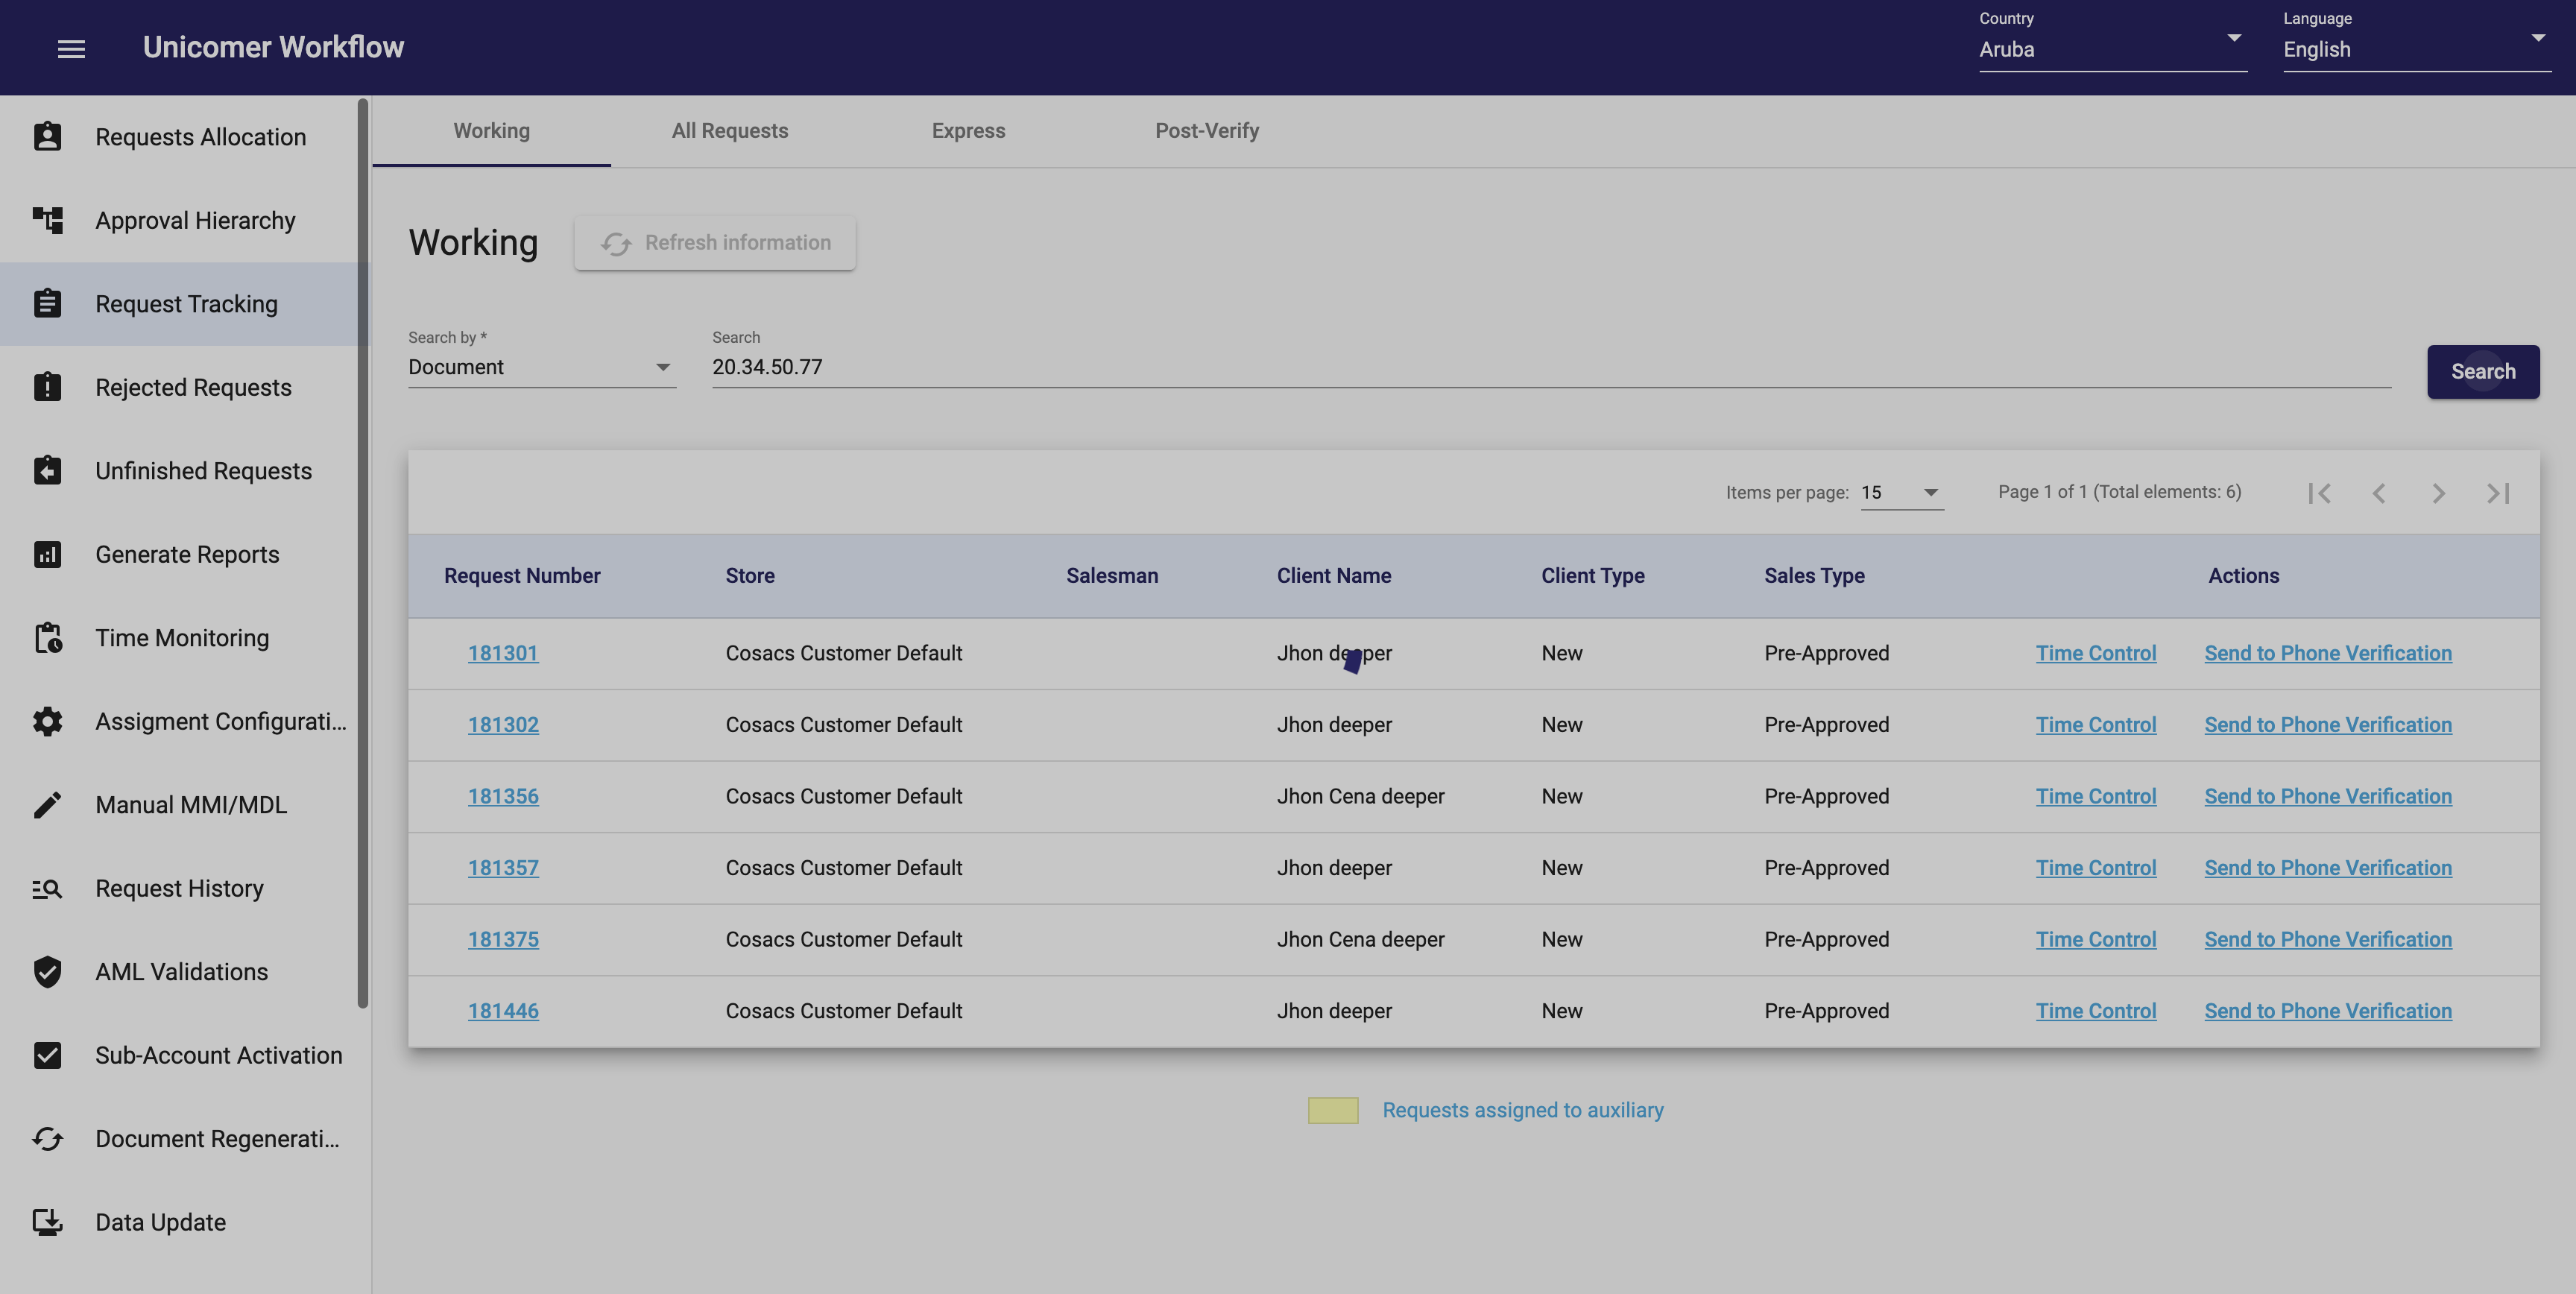 Unicomer Workflow
Country
Aruba
Language
English
Requests Allocation
Approval Hierarchy
Request Tracking
Rejected Requests
Unfinished Requests
Generate Reports
Time Monitoring
Assigment Configurati...
Manual MMI/MDL
Request History
AML Validations
Sub-Account Activation
Document Regenerati...
Data Update
Working All Requests Express Post-Verify
Working Refresh information
Search by *
Document
Search
20.34.50.77
Search
Items per page: 15 Page 1 of 1 (Total elements: 6)
Request Number Store Salesman Client Name Client Type Sales Type Actions
181301 Cosacs Customer Default Jhon deeper New Pre-Approved Time Control Send to Phone Verification
181302 Cosacs Customer Default Jhon deeper New Pre-Approved Time Control Send to Phone Verification
181356 Cosacs Customer Default Jhon Cena deeper New Pre-Approved Time Control Send to Phone Verification
181357 Cosacs Customer Default Jhon deeper New Pre-Approved Time Control Send to Phone Verification
181375 Cosacs Customer Default Jhon Cena deeper New Pre-Approved Time Control Send to Phone Verification
181446 Cosacs Customer Default Jhon deeper New Pre-Approved Time Control Send to Phone Verification
Requests assigned to auxiliary